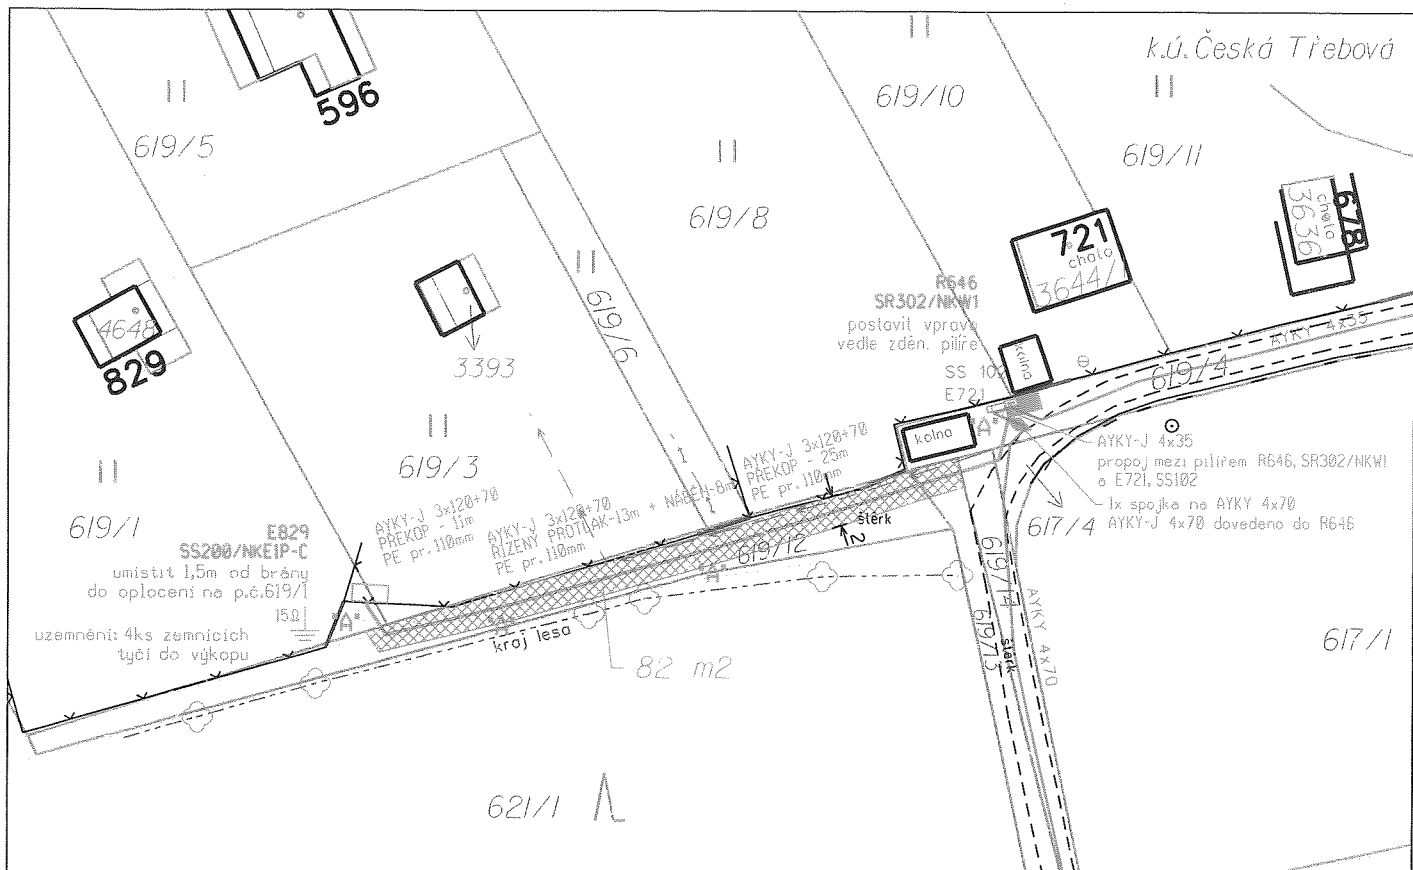 k.ú. Česká Třebová
596
619/5
619/10
619/11
619/8
721
chata
3644/1
chata
3636
678
R646
SR302/NKW1
postavit vpravo
vedle zděn. pilíře
SS 102
E721
kolna
4648
829
3393
619/6
AYKY 4x35
619/4
kolna
"A"
AYKY-J 4x35
propoj mezi pilířem R646, SR302/NKW1
a E721, SS102
1x spojka na AYKY 4x70
AYKY-J 4x70 dovedeno do R646
619/3
619/1
AYKY-J 3x120+70
PŘEKOP - 11m
PE pr.110mm
AYKY-J 3x120+70
ŘÍZENÝ PROTLAK-13m + NÁBĚH-8m
PE pr.110mm
AYKY-J 3x120+70
PŘEKOP - 25m
PE pr.110mm
E829
SS200/NKE1P-C
umístit 1,5m od brány
do oplocení na p.č.619/1
15Ω
"A"
uzemnění: 4ks zemnících
tyčí do výkopu
štěrk
2
619/12
"A"
"A"
kraj lesa
82 m2
617/4
619/14
619/13
štěrk
AYKY 4x70
617/1
621/1